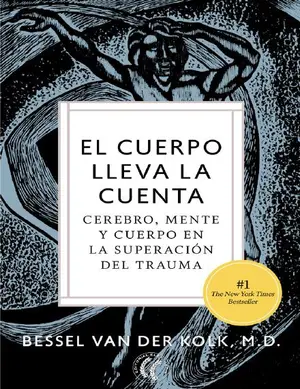 EL CUERPO
LLEVA LA
CUENTA
CEREBRO, MENTE
Y CUERPO EN
LA SUPERACIÓN
DEL TRAUMA
#1
The New York Times
Bestseller
BESSEL VAN DER KOLK, M.D.